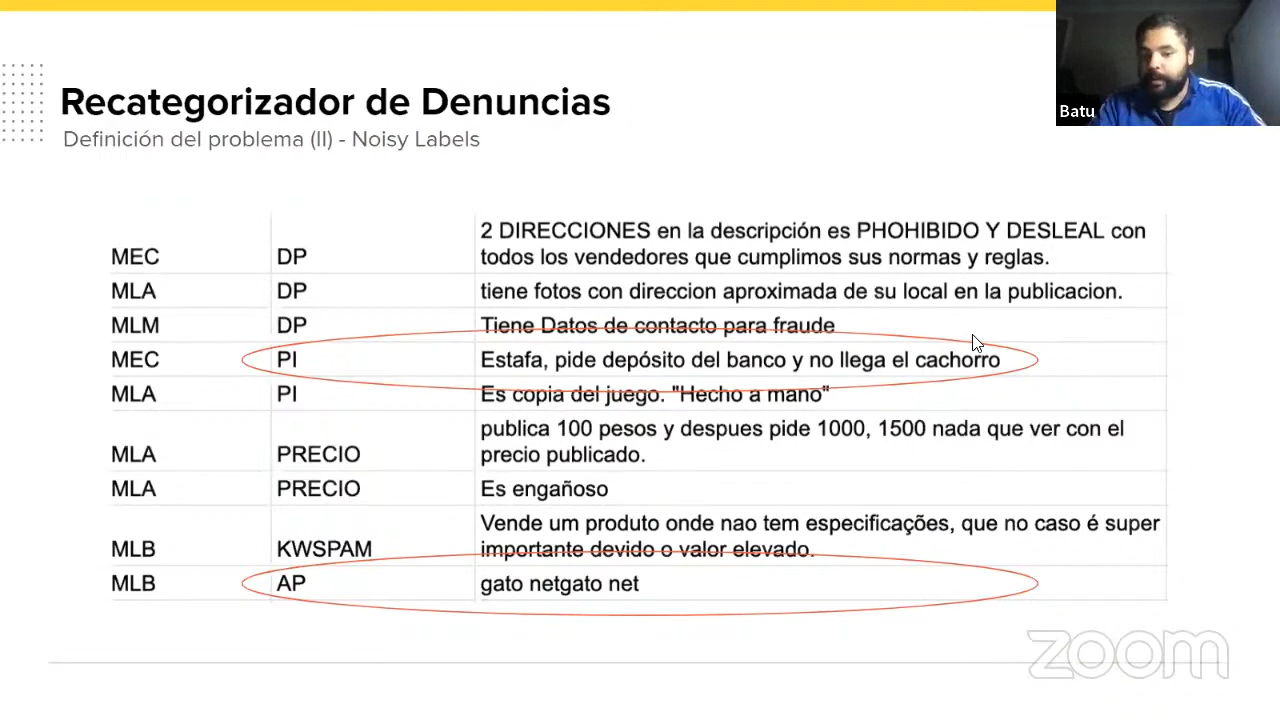 Batu
Recategorizador de Denuncias
Definición del problema (II) - Noisy Labels
2 DIRECCIONES en la descripción es PHOHIBIDO Y DESLEAL con
MEC DP todos los vendedores que cumplimos sus normas y reglas.
MLA DP tiene fotos con direccion aproximada de su local en la publicacion.
MLM DP Tiene Datos de contacto para fraude
MEC PI Estafa, pide depósito del banco y no llega el cachorro
MLA PI Es copia del juego. "Hecho a mano"
publica 100 pesos y despues pide 1000, 1500 nada que ver con el
MLA PRECIO precio publicado.
MLA PRECIO Es engañoso
Vende um produto onde nao tem especificações, que no caso é super
MLB KWSPAM importante devido o valor elevado.
MLB AP gato netgato net
zoom